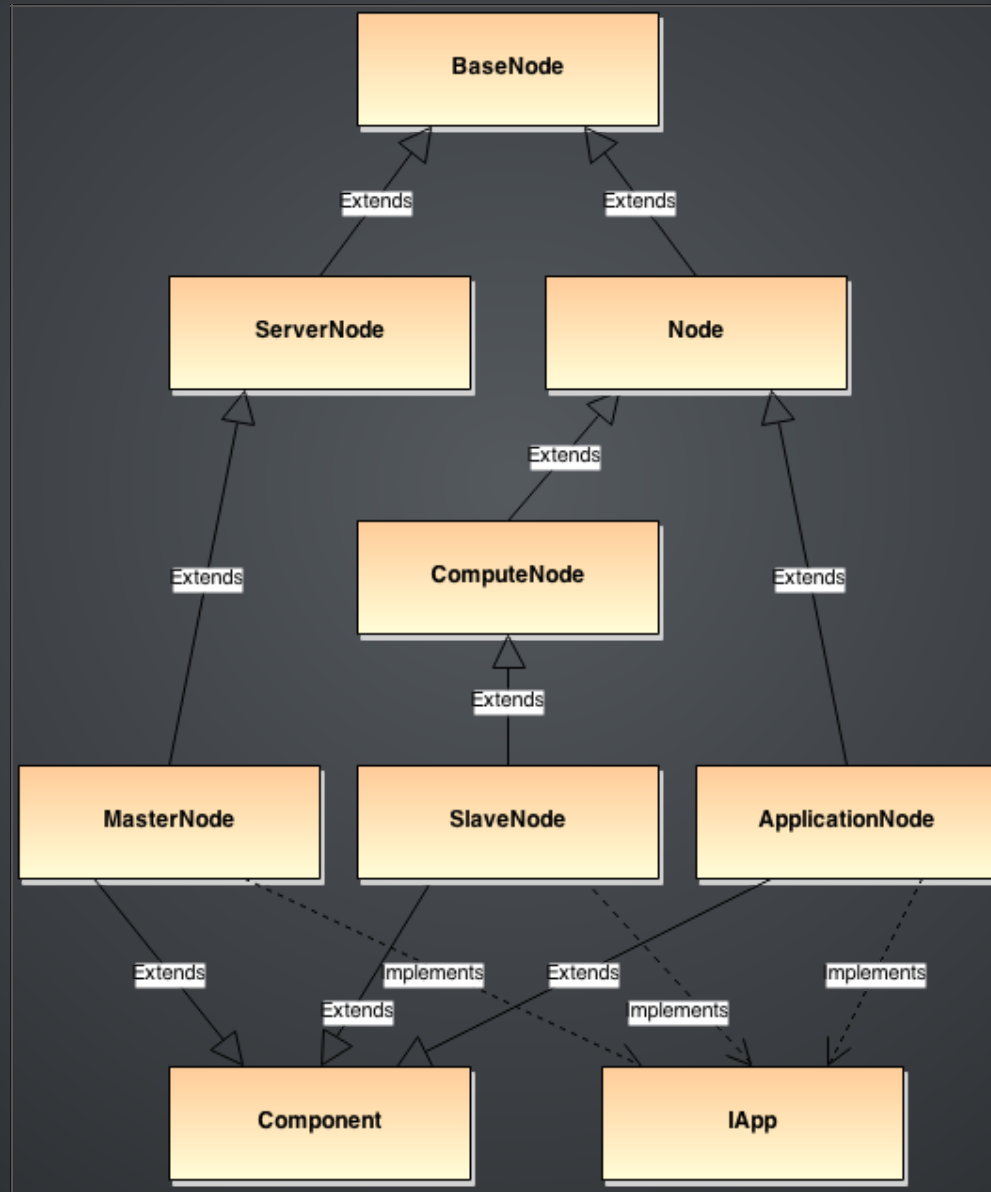 BaseNode
Extends
Extends
ServerNode
Node
Extends
ComputeNode
Extends
Extends
Extends
MasterNode
SlaveNode
ApplicationNode
Extends
Implements
Extends
Implements
Extends
Implements
Component
IApp